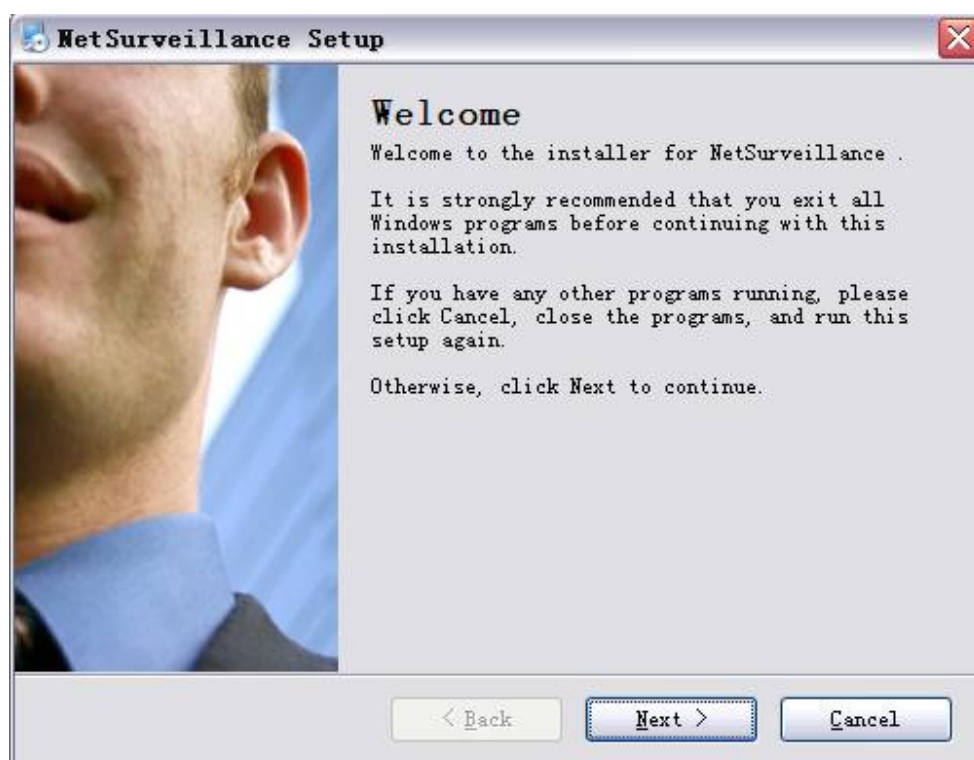 NetSurveillance Setup
Welcome
Welcome to the installer for NetSurveillance .
It is strongly recommended that you exit all
Windows programs before continuing with this
installation.
If you have any other programs running, please
click Cancel, close the programs, and run this
setup again.
Otherwise, click Next to continue.
< Back
Next >
Cancel